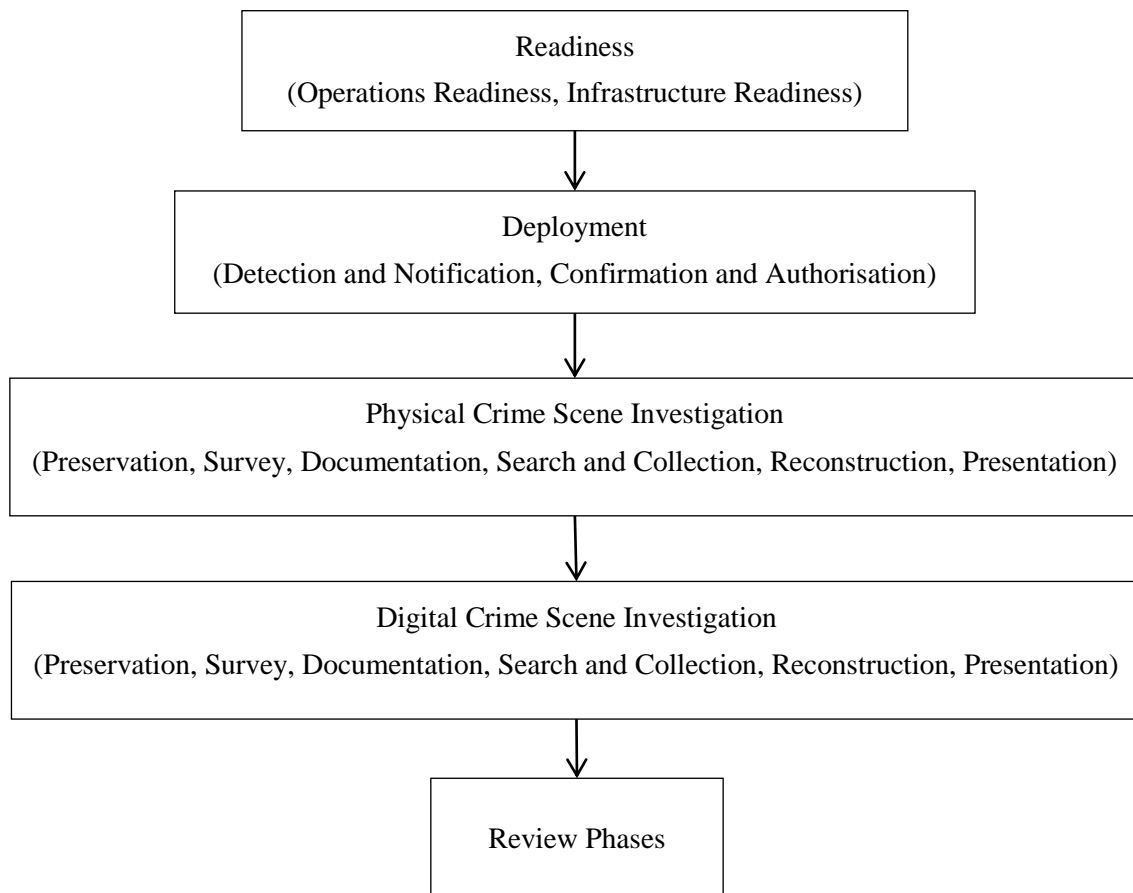 Readiness
(Operations Readiness, Infrastructure Readiness)
Deployment
(Detection and Notification, Confirmation and Authorisation)
Physical Crime Scene Investigation
(Preservation, Survey, Documentation, Search and Collection, Reconstruction, Presentation)
Digital Crime Scene Investigation
(Preservation, Survey, Documentation, Search and Collection, Reconstruction, Presentation)
Review Phases